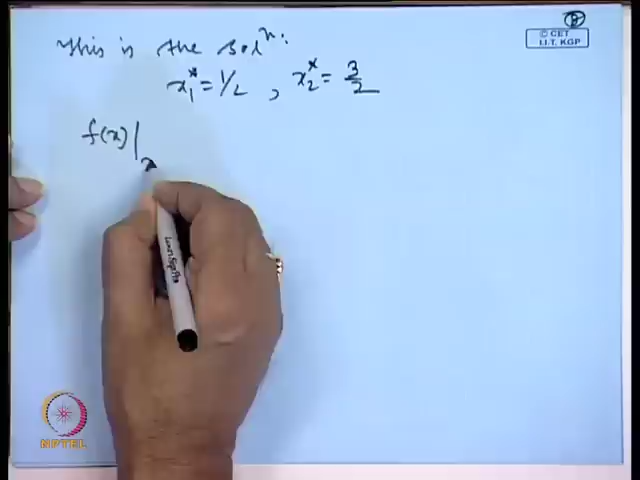 This is the solⁿ:
x₁* = 1/2 , x₂* = 3/2
f(x)|x
© CET
I.I.T. KGP
NPTEL